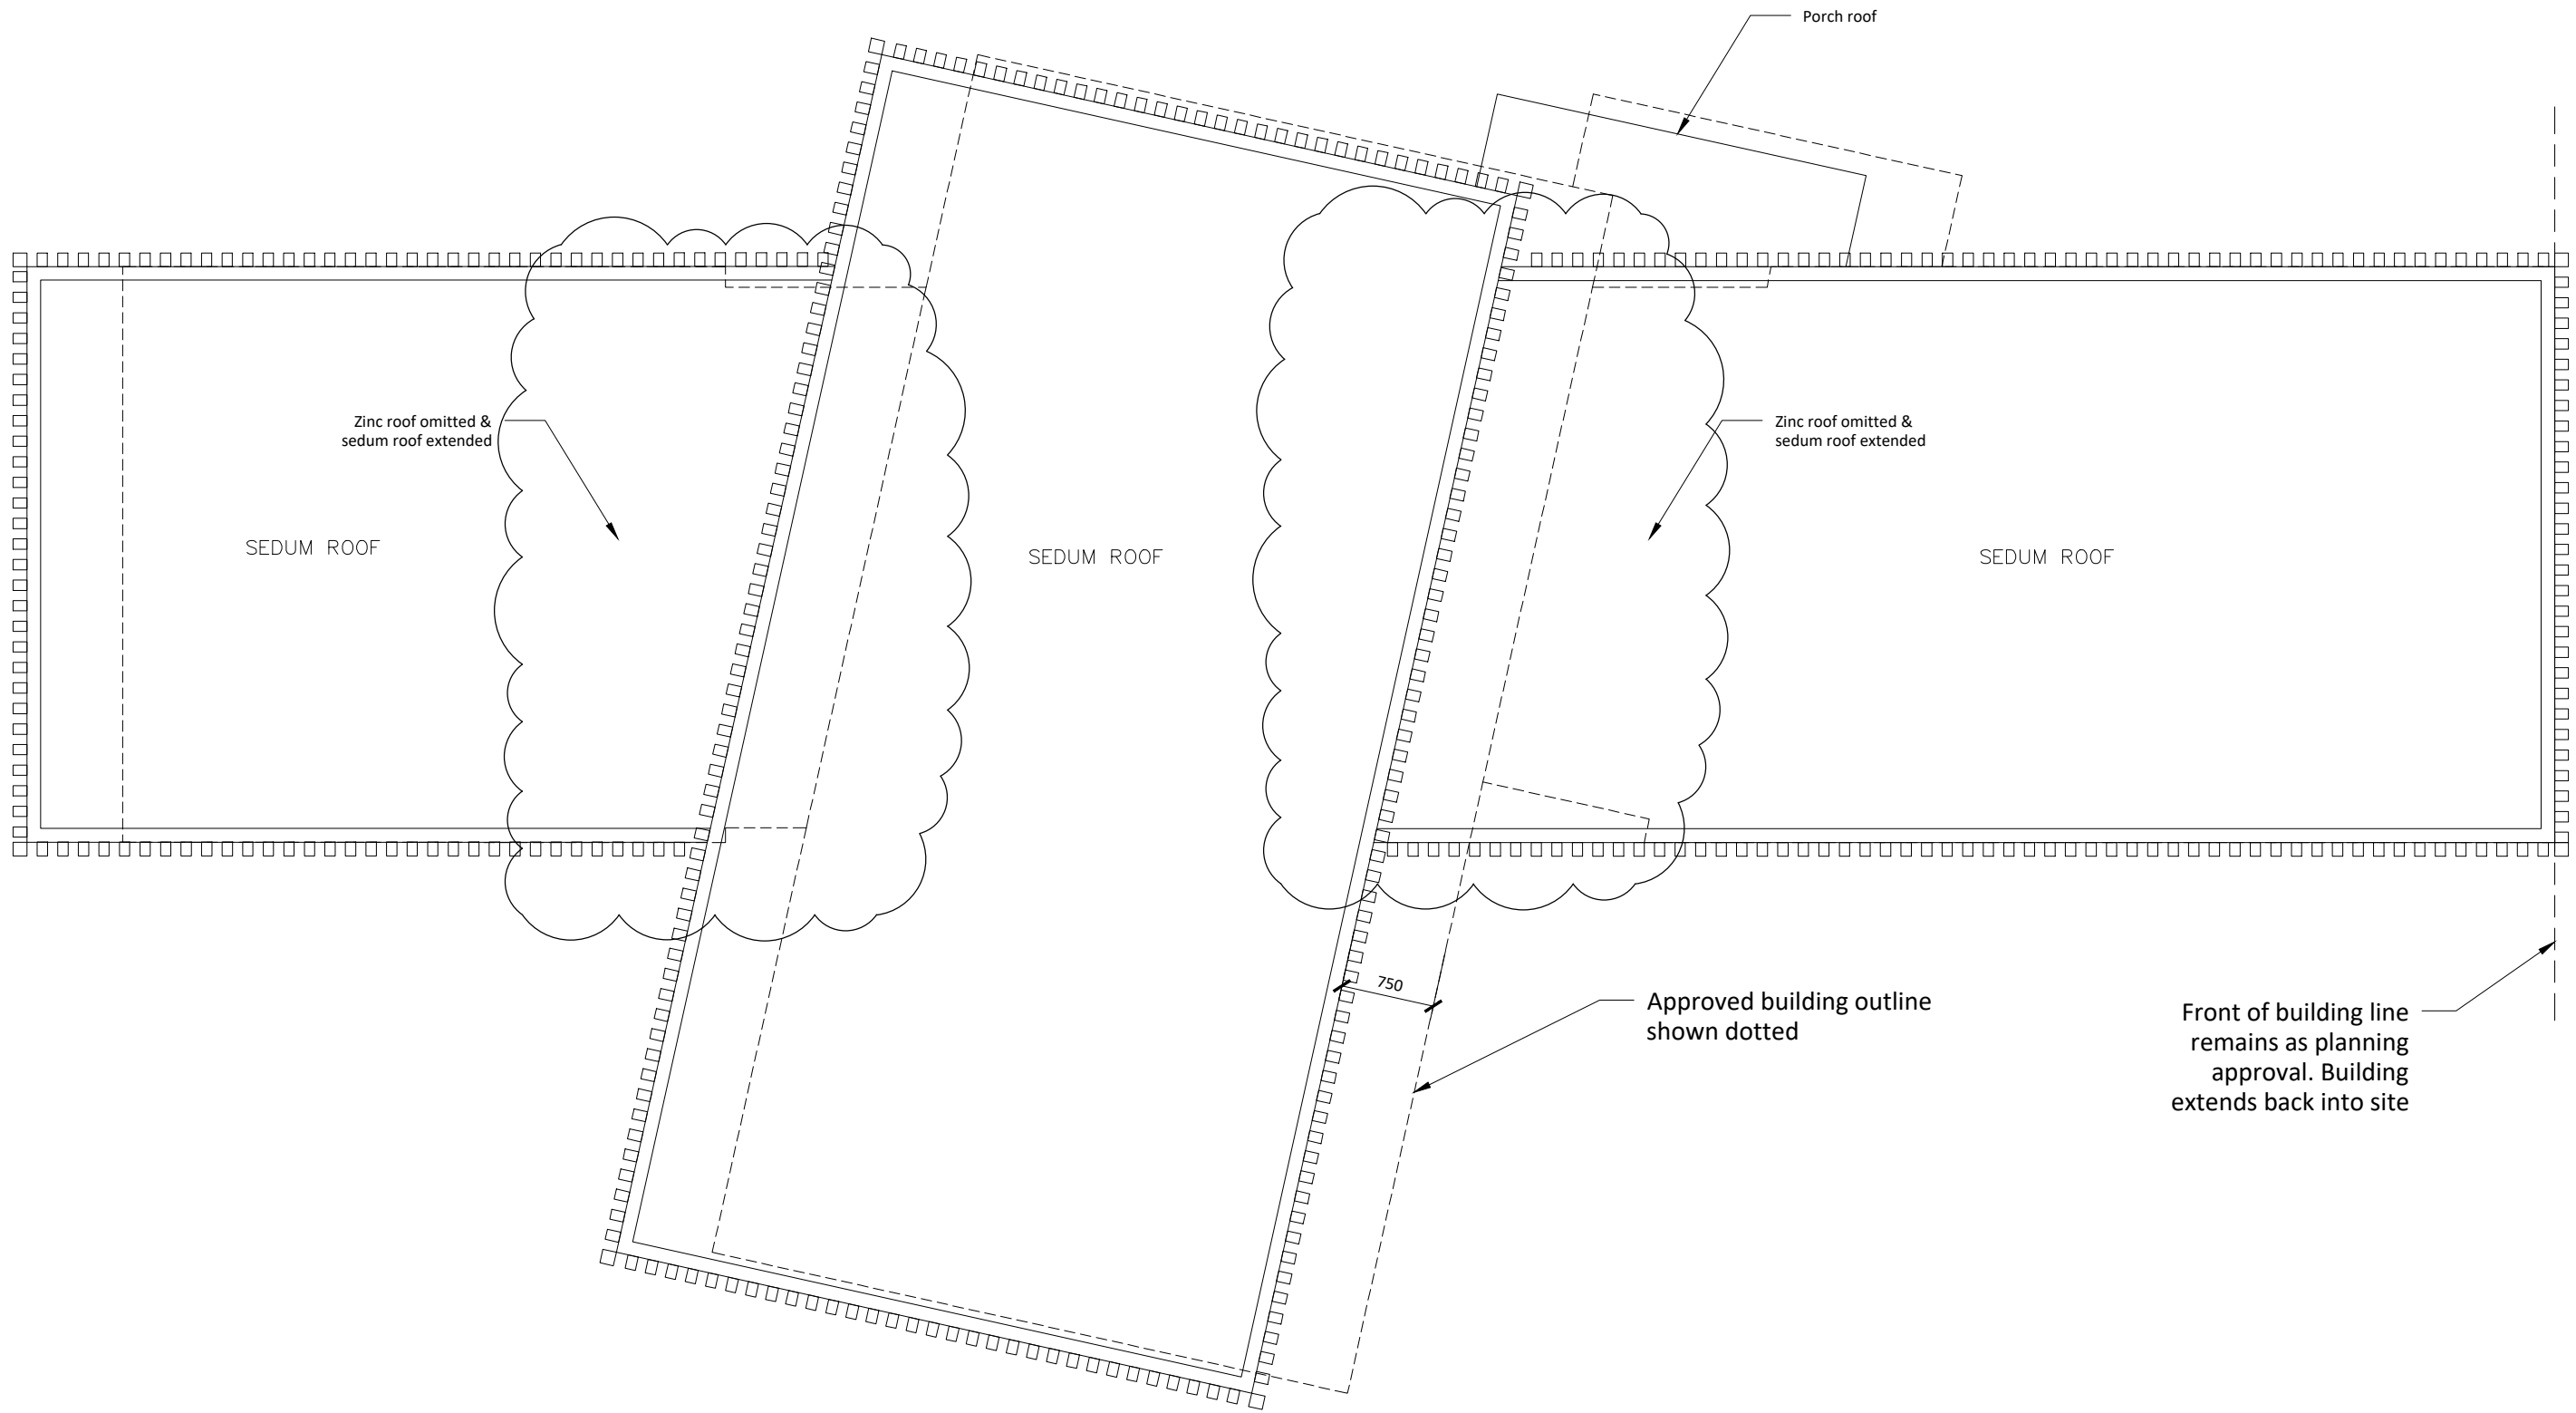 Porch roof
Zinc roof omitted &
sedum roof extended
Zinc roof omitted &
sedum roof extended
SEDUM ROOF
SEDUM ROOF
SEDUM ROOF
750
Approved building outline
shown dotted
Front of building line
remains as planning
approval. Building
extends back into site